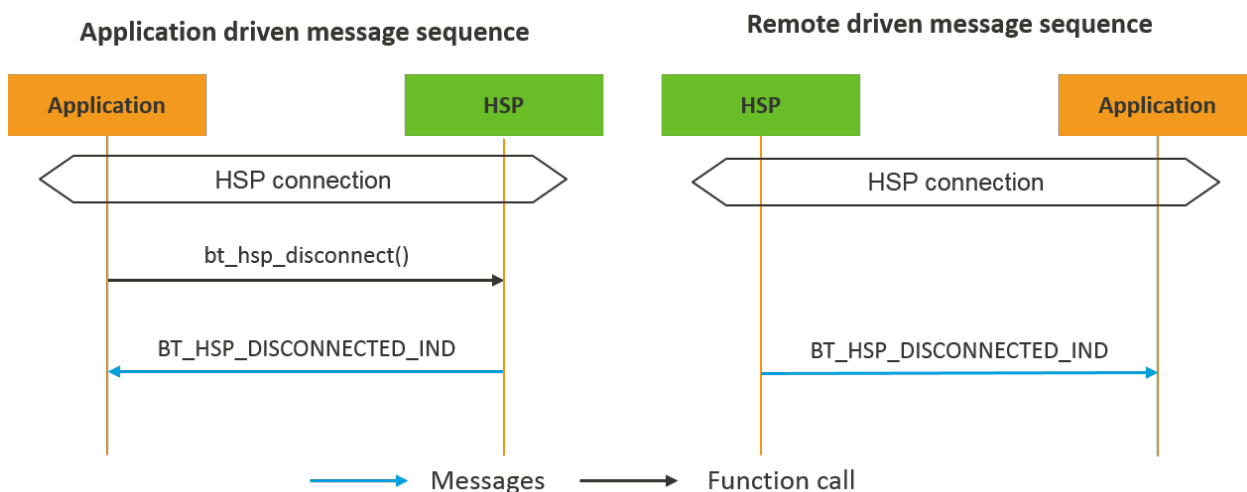 Application driven message sequence
Remote driven message sequence
Application
HSP
HSP
Application
HSP connection
HSP connection
bt_hsp_disconnect()
BT_HSP_DISCONNECTED_IND
BT_HSP_DISCONNECTED_IND
Messages
Function call